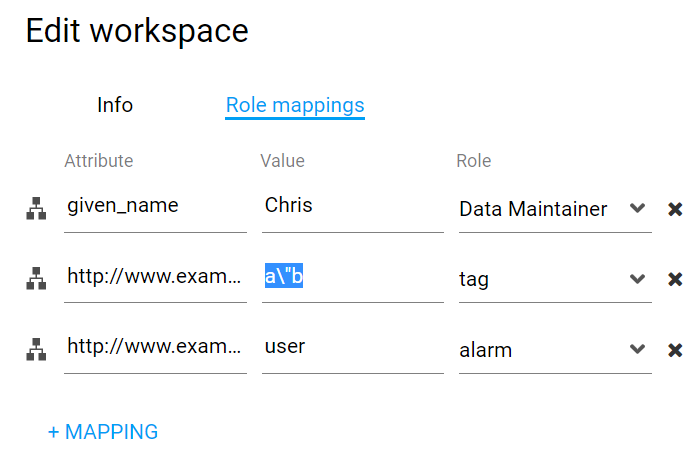 Edit workspace
Info Role mappings
Attribute Value Role
given_name Chris Data Maintainer
http://www.exam... a\"b tag
http://www.exam... user alarm
+ MAPPING